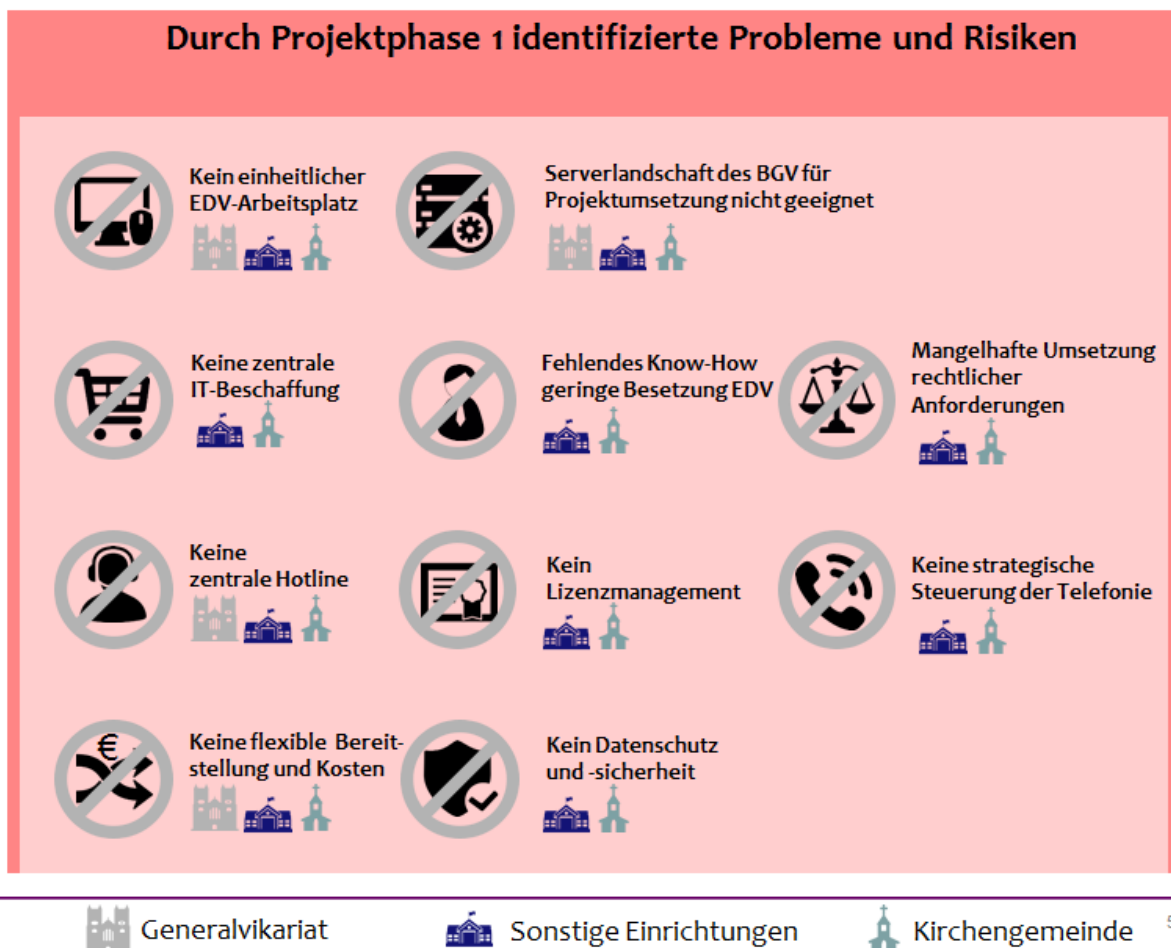 Durch Projektphase 1 identifizierte Probleme und Risiken
Kein einheitlicher
EDV-Arbeitsplatz
Serverlandschaft des BGV für
Projektumsetzung nicht geeignet
Keine zentrale
IT-Beschaffung
Fehlendes Know-How
geringe Besetzung EDV
Mangelhafte Umsetzung
rechtlicher
Anforderungen
Keine
zentrale Hotline
Kein
Lizenzmanagement
Keine strategische
Steuerung der Telefonie
€
Keine flexible Bereit-
stellung und Kosten
Kein Datenschutz
und -sicherheit
Generalvikariat
Sonstige Einrichtungen
Kirchengemeinde